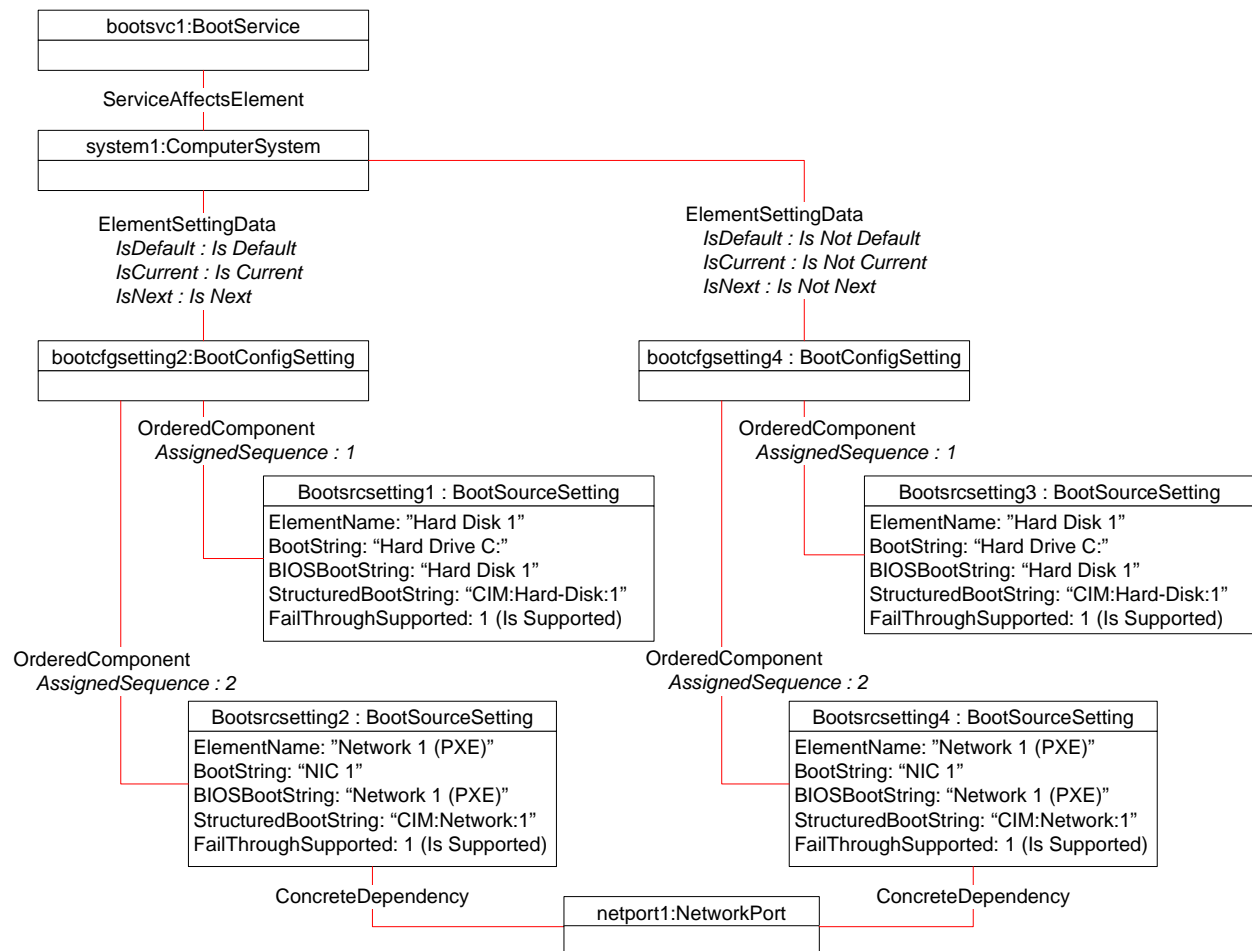 bootsvc1:BootService
ServiceAffectsElement
system1:ComputerSystem
ElementSettingData
IsDefault : Is Default
IsCurrent : Is Current
IsNext : Is Next
ElementSettingData
IsDefault : Is Not Default
IsCurrent : Is Not Current
IsNext : Is Not Next
bootcfgsetting2:BootConfigSetting
bootcfgsetting4 : BootConfigSetting
OrderedComponent
AssignedSequence : 1
OrderedComponent
AssignedSequence : 1
Bootsrcsetting1 : BootSourceSetting
ElementName: ”Hard Disk 1”
BootString: “Hard Drive C:”
BIOSBootString: “Hard Disk 1”
StructuredBootString: “CIM:Hard-Disk:1”
FailThroughSupported: 1 (Is Supported)
Bootsrcsetting3 : BootSourceSetting
ElementName: ”Hard Disk 1”
BootString: “Hard Drive C:”
BIOSBootString: “Hard Disk 1”
StructuredBootString: “CIM:Hard-Disk:1”
FailThroughSupported: 1 (Is Supported)
OrderedComponent
AssignedSequence : 2
OrderedComponent
AssignedSequence : 2
Bootsrcsetting2 : BootSourceSetting
ElementName: ”Network 1 (PXE)”
BootString: “NIC 1”
BIOSBootString: “Network 1 (PXE)”
StructuredBootString: “CIM:Network:1”
FailThroughSupported: 1 (Is Supported)
Bootsrcsetting4 : BootSourceSetting
ElementName: ”Network 1 (PXE)”
BootString: “NIC 1”
BIOSBootString: “Network 1 (PXE)”
StructuredBootString: “CIM:Network:1”
FailThroughSupported: 1 (Is Supported)
ConcreteDependency
ConcreteDependency
netport1:NetworkPort